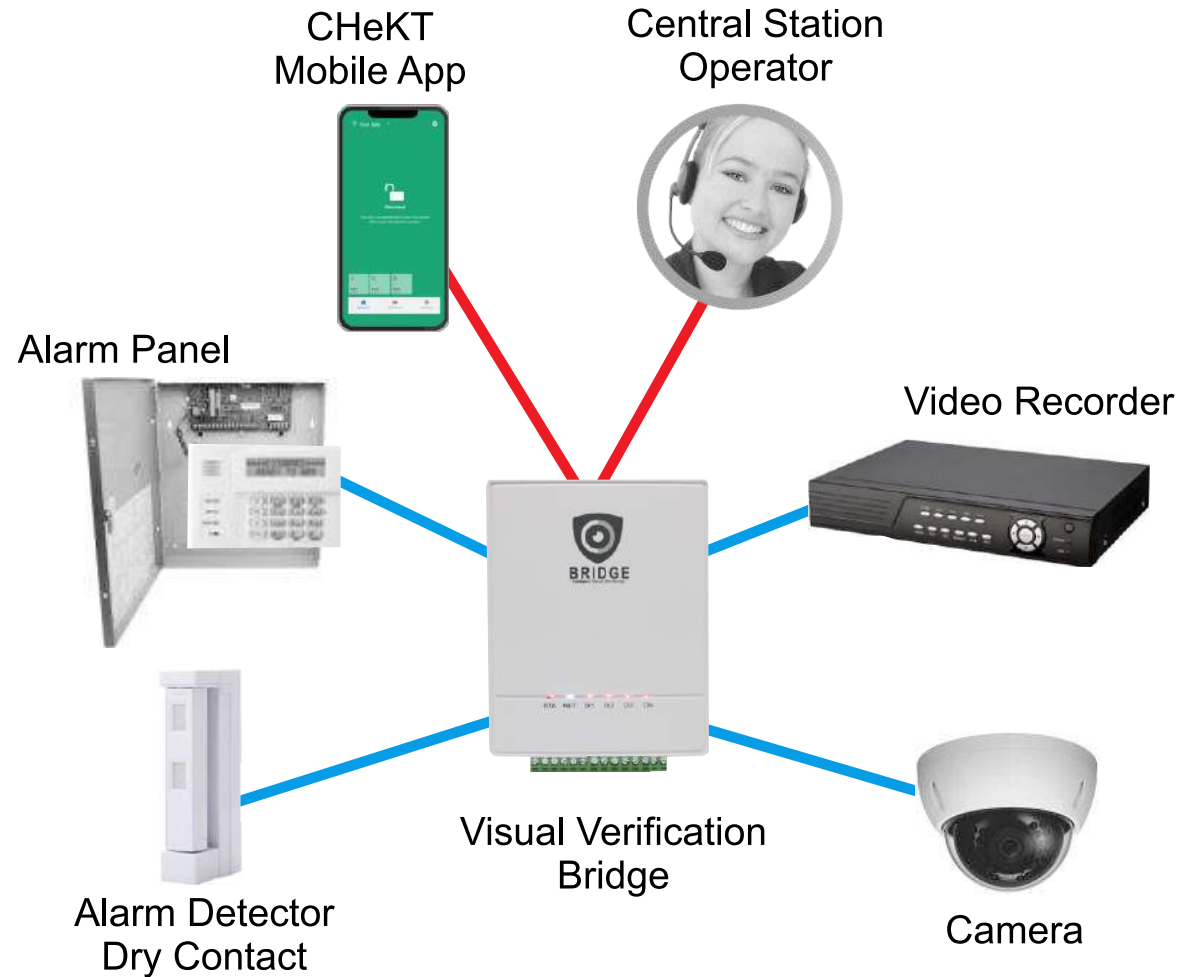 CHeKT
Mobile App
Central Station
Operator
Alarm Panel
Video Recorder
BRIDGE
NET
Visual Verification
Bridge
Alarm Detector
Dry Contact
Camera